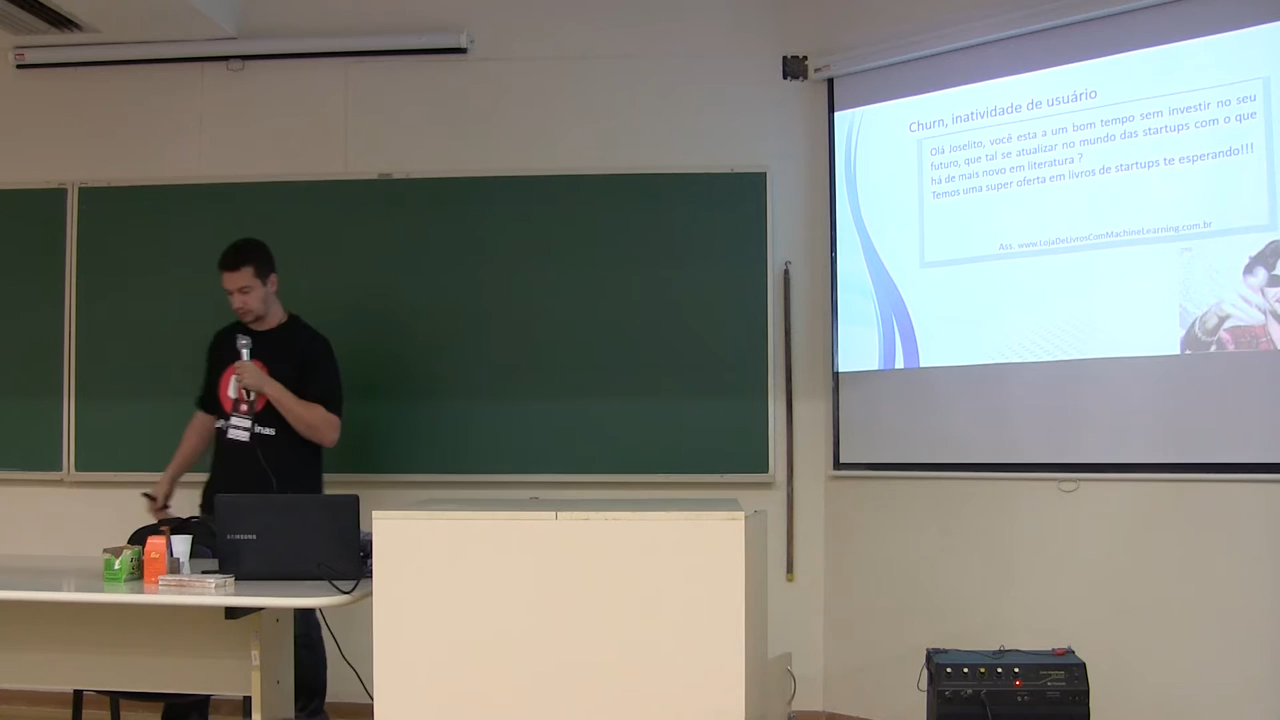 Churn, inatividade de usuário
Olá Joselito, você esta a um bom tempo sem investir no seu
futuro, que tal se atualizar no mundo das startups com o que
há de mais novo em literatura ?
Temos uma super oferta em livros de startups te esperando!!!
Ass. www.LojaDeLivrosComMachineLearning.com.br
SAMSUNG